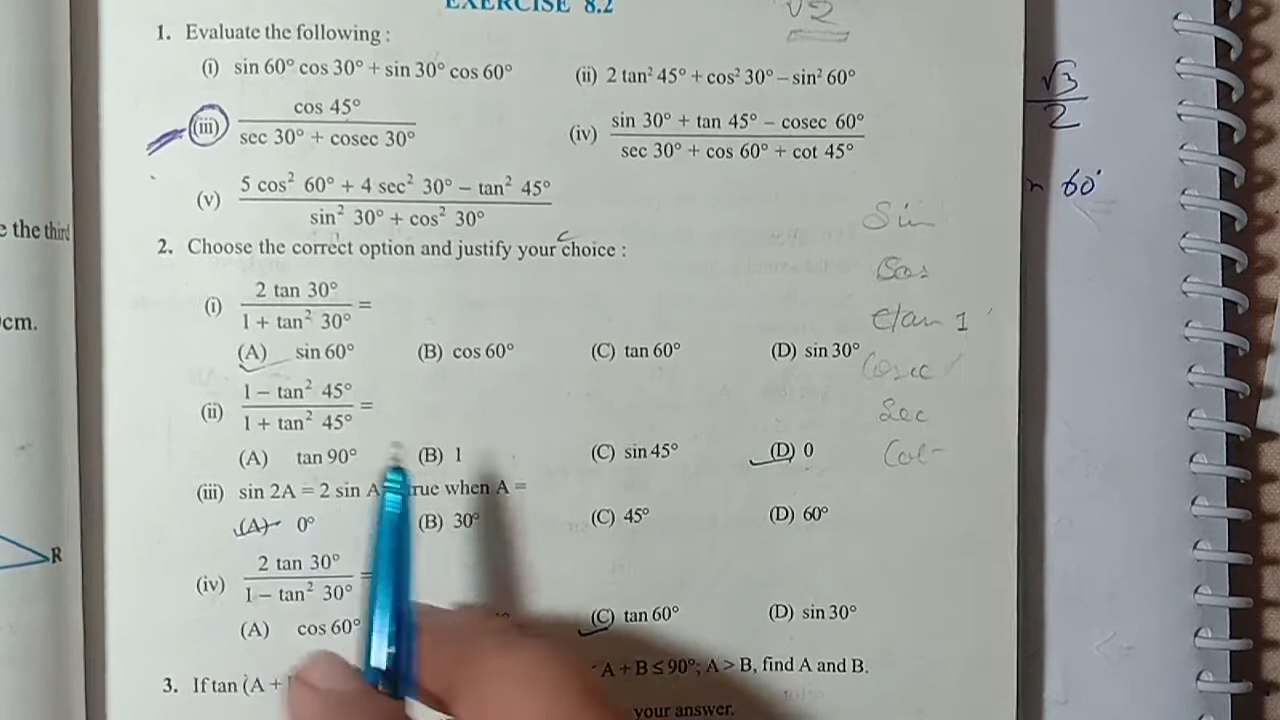 EXERCISE 8.2
√2
1. Evaluate the following :
(i) sin 60° cos 30° + sin 30° cos 60° (ii) 2 tan² 45° + cos² 30° – sin² 60°
(iii) cos 45° / sec 30° + cosec 30° (iv) sin 30° + tan 45° – cosec 60° / sec 30° + cos 60° + cot 45°
(v) 5 cos² 60° + 4 sec² 30° – tan² 45° / sin² 30° + cos² 30°
2. Choose the correct option and justify your choice :
(i) 2 tan 30° / 1 + tan² 30° =
(A) sin 60° (B) cos 60° (C) tan 60° (D) sin 30°
(ii) 1 – tan² 45° / 1 + tan² 45° =
(A) tan 90° (B) 1 (C) sin 45° (D) 0
(iii) sin 2A = 2 sin A true when A =
(A) 0° (B) 30° (C) 45° (D) 60°
(iv) 2 tan 30° / 1 – tan² 30° =
(A) cos 60° (C) tan 60° (D) sin 30°
3. If tan (A + A + B ≤ 90°; A > B, find A and B.
your answer.
e the third
cm.
R
Sin
Cos
tan 1
Cosec
Sec
Cot
√3 / 2
60°